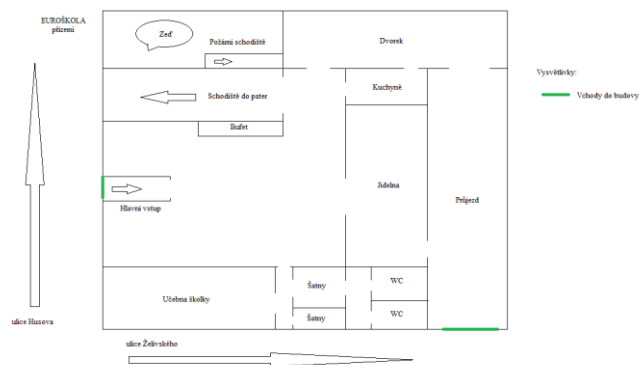 EUROŠKOLA
přízemí
Zeď
Požární schodiště
Dvorek
Vysvětlivky:
Vchody do budovy
Schodiště do pater
Kuchyně
Bufet
Jídelna
Průjezd
Hlavní vstup
Učebna školky
Šatny
WC
Šatny
WC
ulice Husova
ulice Želivského